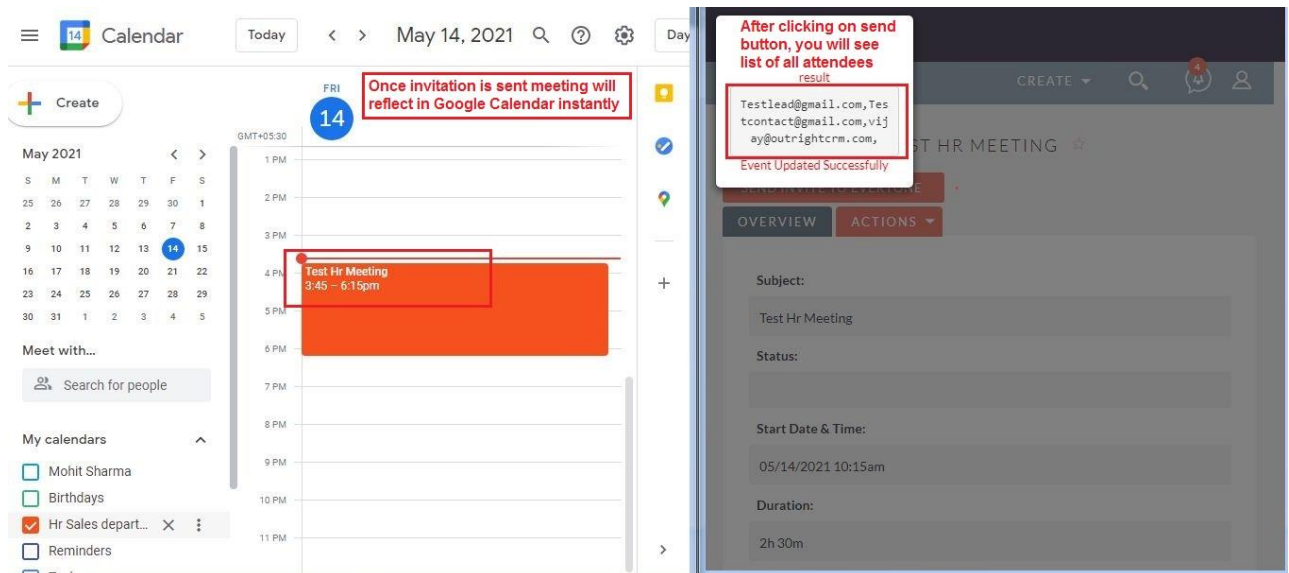 14 Calendar Today < > May 14, 2021 Day
Create
May 2021 < >
S M T W T F S
25 26 27 28 29 30 1
2 3 4 5 6 7 8
9 10 11 12 13 14 15
16 17 18 19 20 21 22
23 24 25 26 27 28 29
30 31 1 2 3 4 5
Meet with...
Search for people
My calendars
Mohit Sharma
Birthdays
Hr Sales depart...
Reminders
FRI
14
Once invitation is sent meeting will
reflect in Google Calendar instantly
GMT+05:30
1 PM
2 PM
3 PM
4 PM
Test Hr Meeting
3:45 – 6:15pm
5 PM
6 PM
7 PM
8 PM
9 PM
10 PM
11 PM
After clicking on send
button, you will see
list of all attendees
result
Testlead@gmail.com,Tes
tcontact@gmail.com,vij
ay@outrightcrm.com,
Event Updated Successfully
CREATE
4
ST HR MEETING
SEND INVITE TO EVERYONE
OVERVIEW ACTIONS
Subject:
Test Hr Meeting
Status:
Start Date & Time:
05/14/2021 10:15am
Duration:
2h 30m